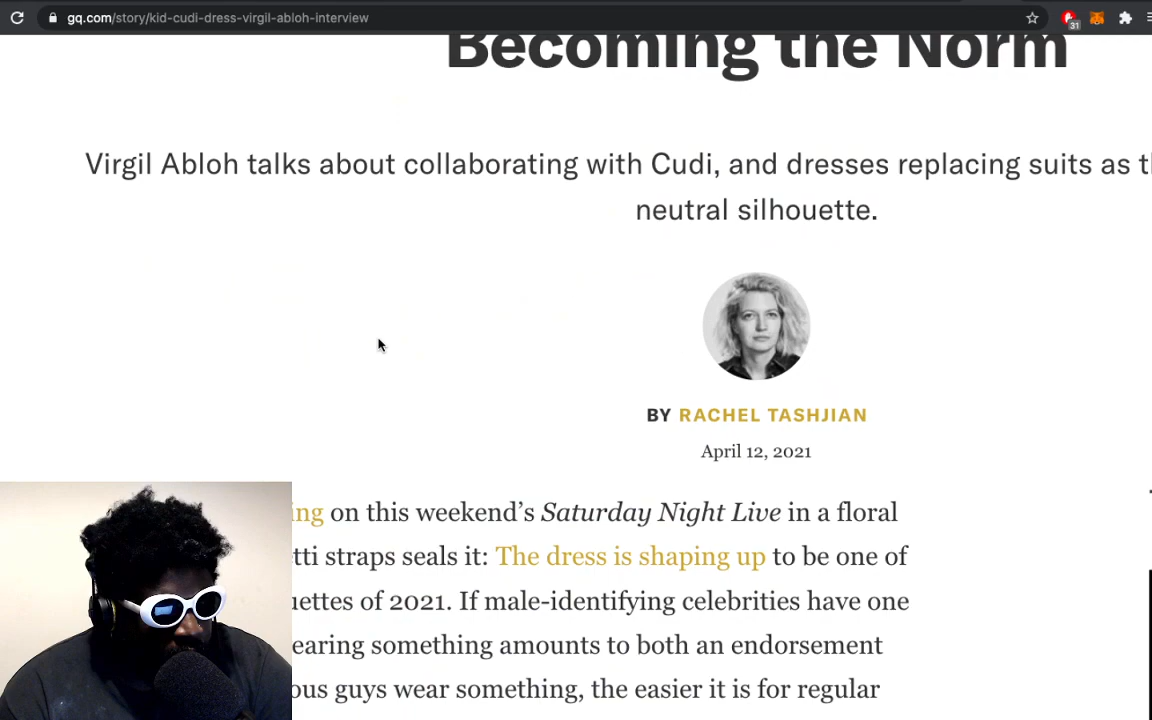 gq.com/story/kid-cudi-dress-virgil-abloh-interview
31
Becoming the Norm
Virgil Abloh talks about collaborating with Cudi, and dresses replacing suits as th
neutral silhouette.
BY RACHEL TASHJIAN
April 12, 2021
ing on this weekend’s Saturday Night Live in a floral
etti straps seals it: The dress is shaping up to be one of
uettes of 2021. If male-identifying celebrities have one
earing something amounts to both an endorsement
ous guys wear something, the easier it is for regular